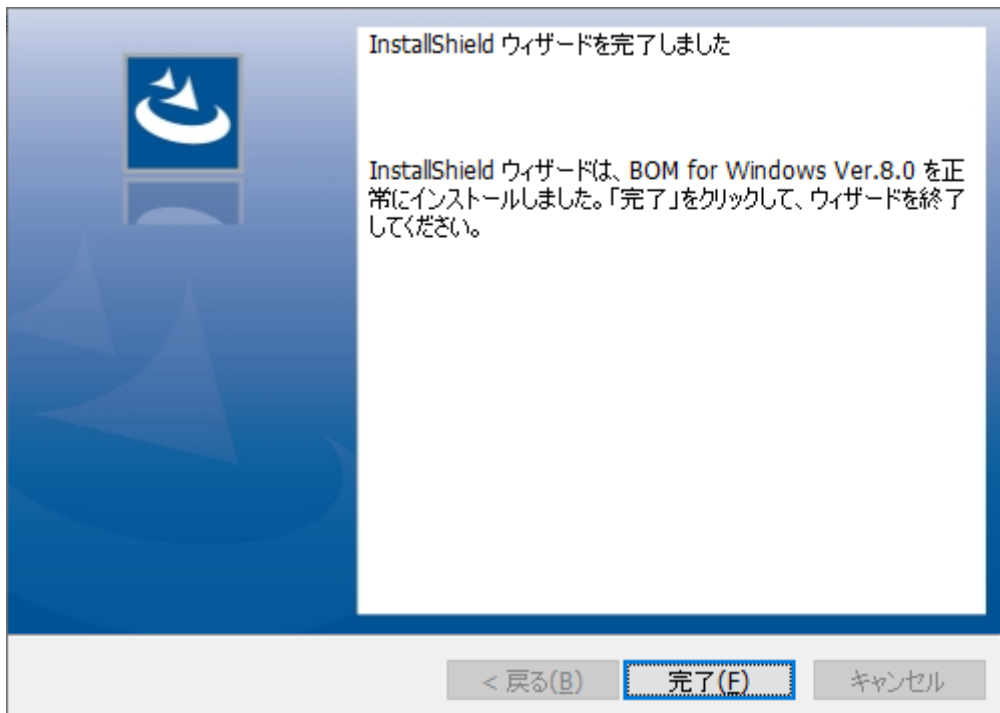 InstallShield ウィザードを完了しました
InstallShield ウィザードは、BOM for Windows Ver.8.0 を正
常にインストールしました。「完了」をクリックして、ウィザードを終了
してください。
< 戻る(B)
完了(F)
キャンセル